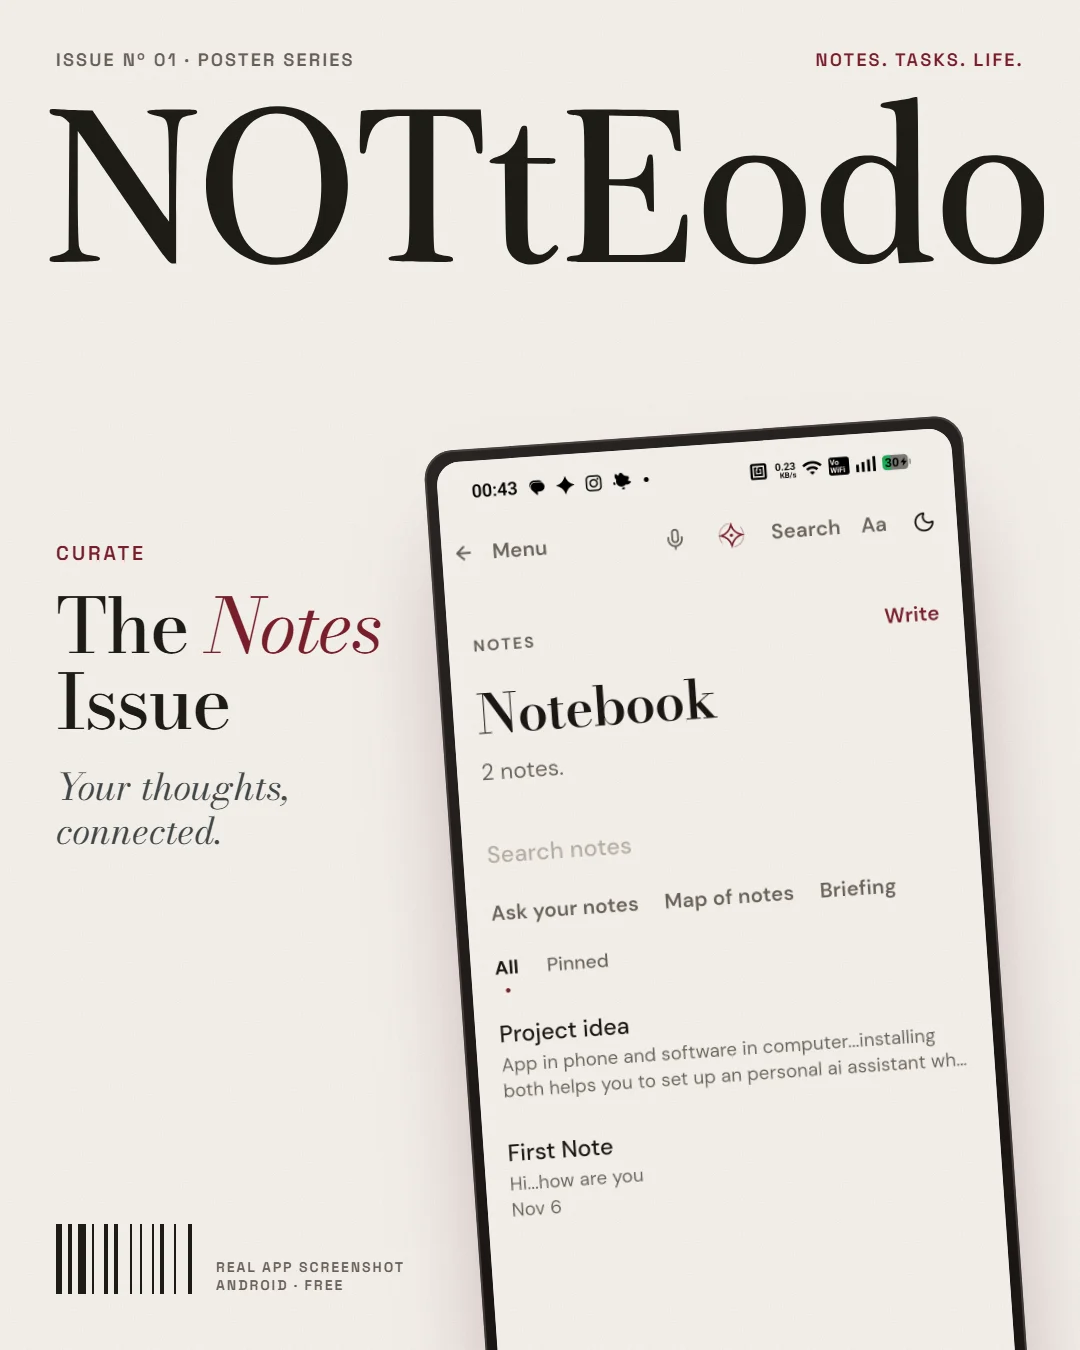 ISSUE Nº 01 · POSTER SERIES
NOTES. TASKS. LIFE.
NOTtEodo
CURATE
The Notes
Issue
Your thoughts,
connected.
00:43
0.23
KB/s
Vo
WiFi
30
Menu
Search
Aa
Write
NOTES
Notebook
2 notes.
Search notes
Ask your notes
Map of notes
Briefing
All
Pinned
Project idea
App in phone and software in computer...installing
both helps you to set up an personal ai assistant wh...
First Note
Hi...how are you
Nov 6
REAL APP SCREENSHOT
ANDROID · FREE